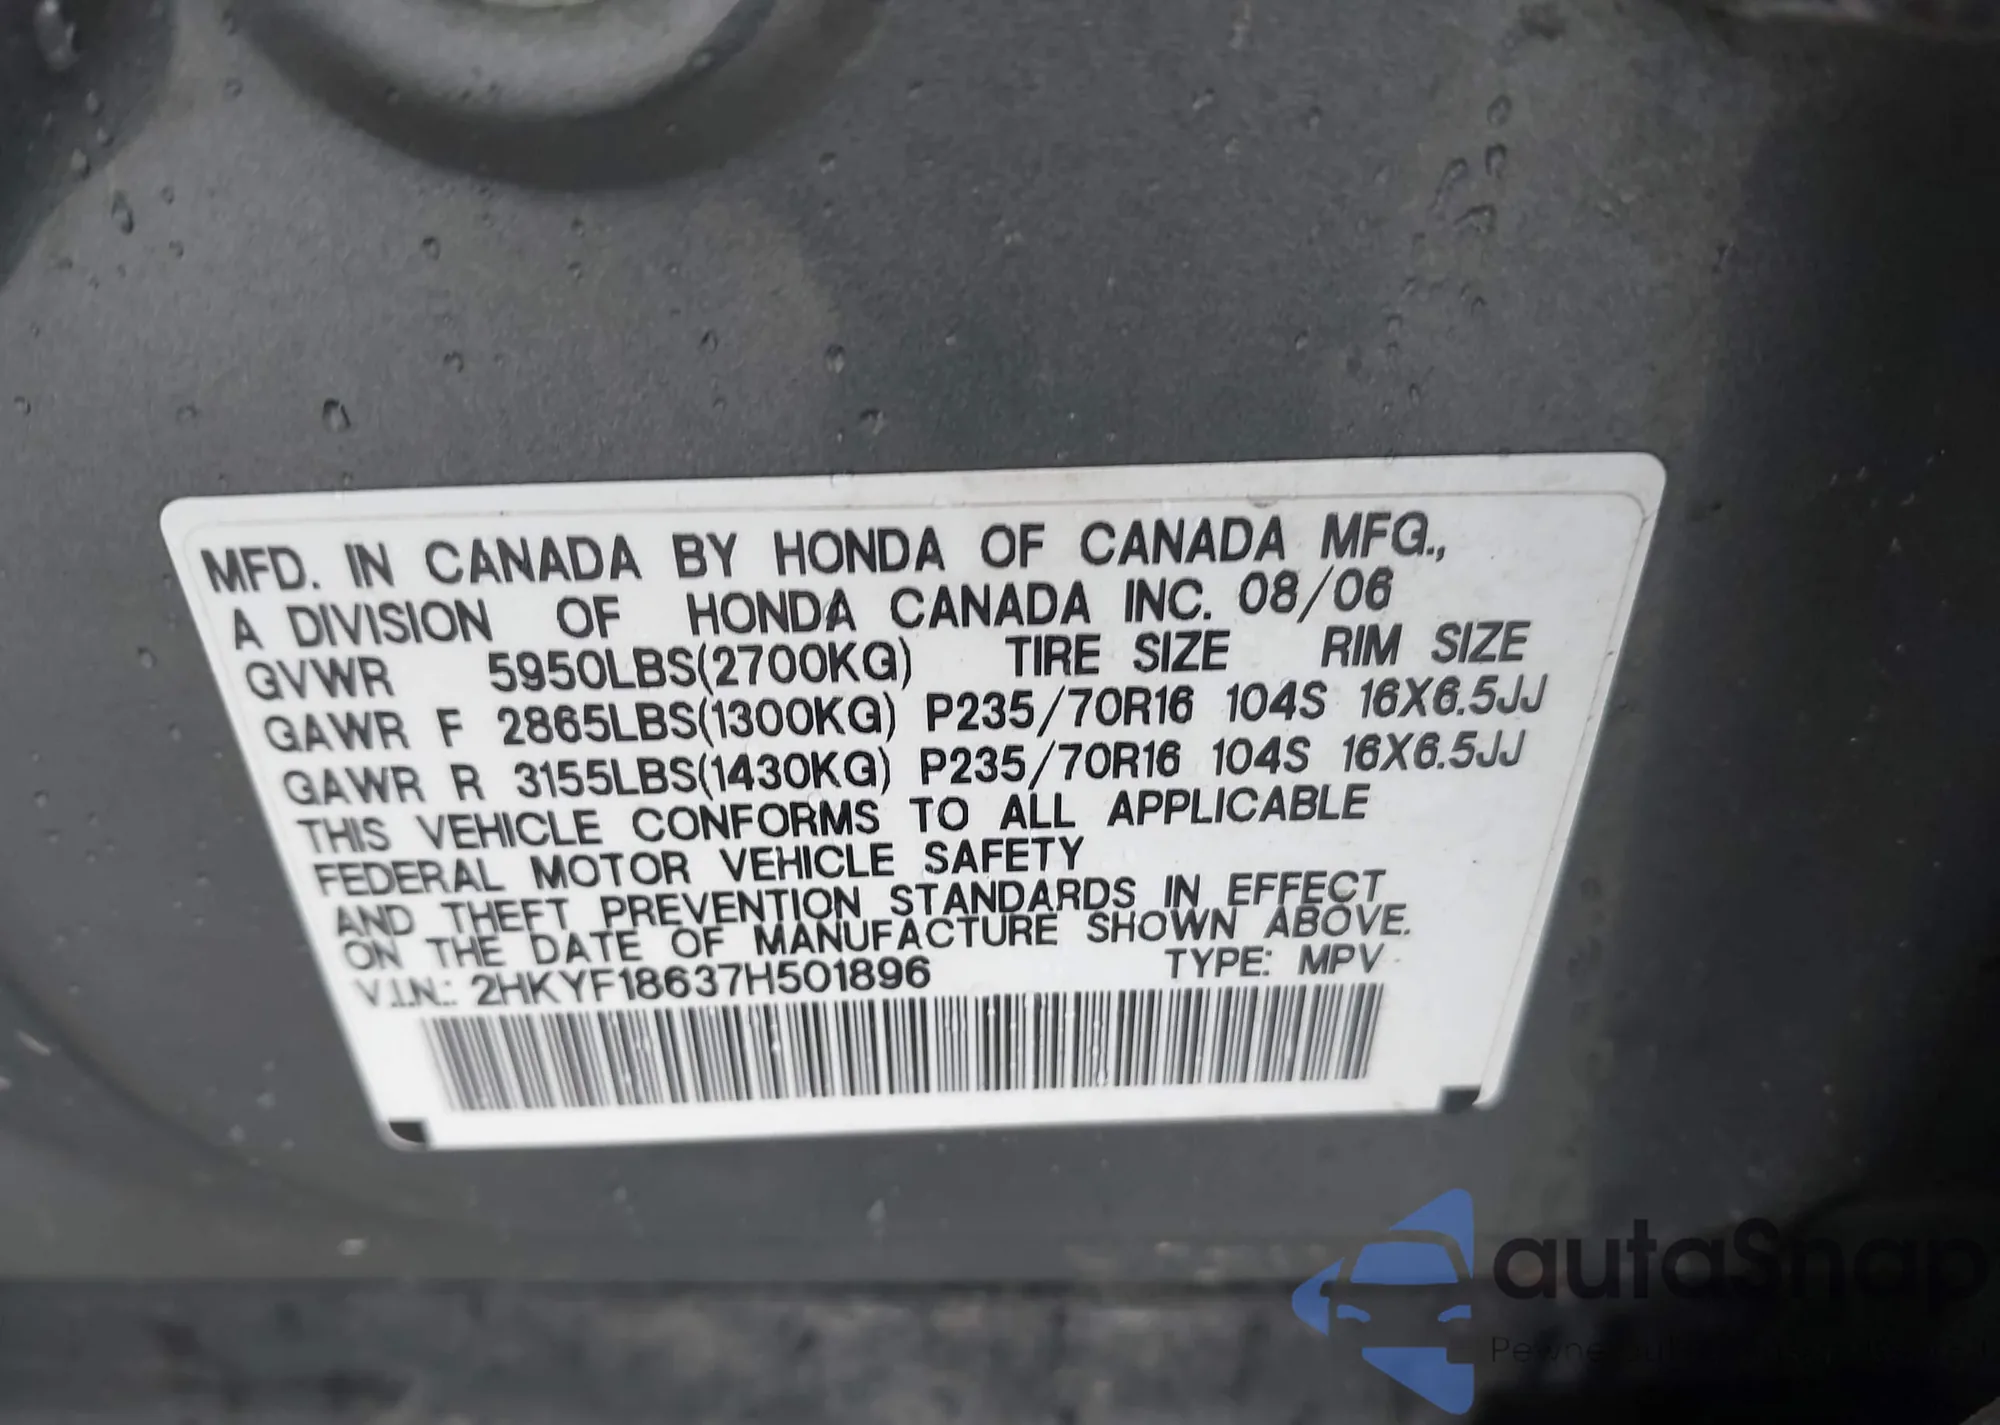 MFD. IN CANADA BY HONDA OF CANADA MFG.,
A DIVISION OF HONDA CANADA INC. 08/06
GVWR 5950LBS(2700KG) TIRE SIZE RIM SIZE
GAWR F 2865LBS(1300KG) P235/70R16 104S 16X6.5JJ
GAWR R 3155LBS(1430KG) P235/70R16 104S 16X6.5JJ
THIS VEHICLE CONFORMS TO ALL APPLICABLE
FEDERAL MOTOR VEHICLE SAFETY
AND THEFT PREVENTION STANDARDS IN EFFECT
ON THE DATE OF MANUFACTURE SHOWN ABOVE.
V.I.N.: 2HKYF18637H501896 TYPE: MPV
autaSnap
Pewne